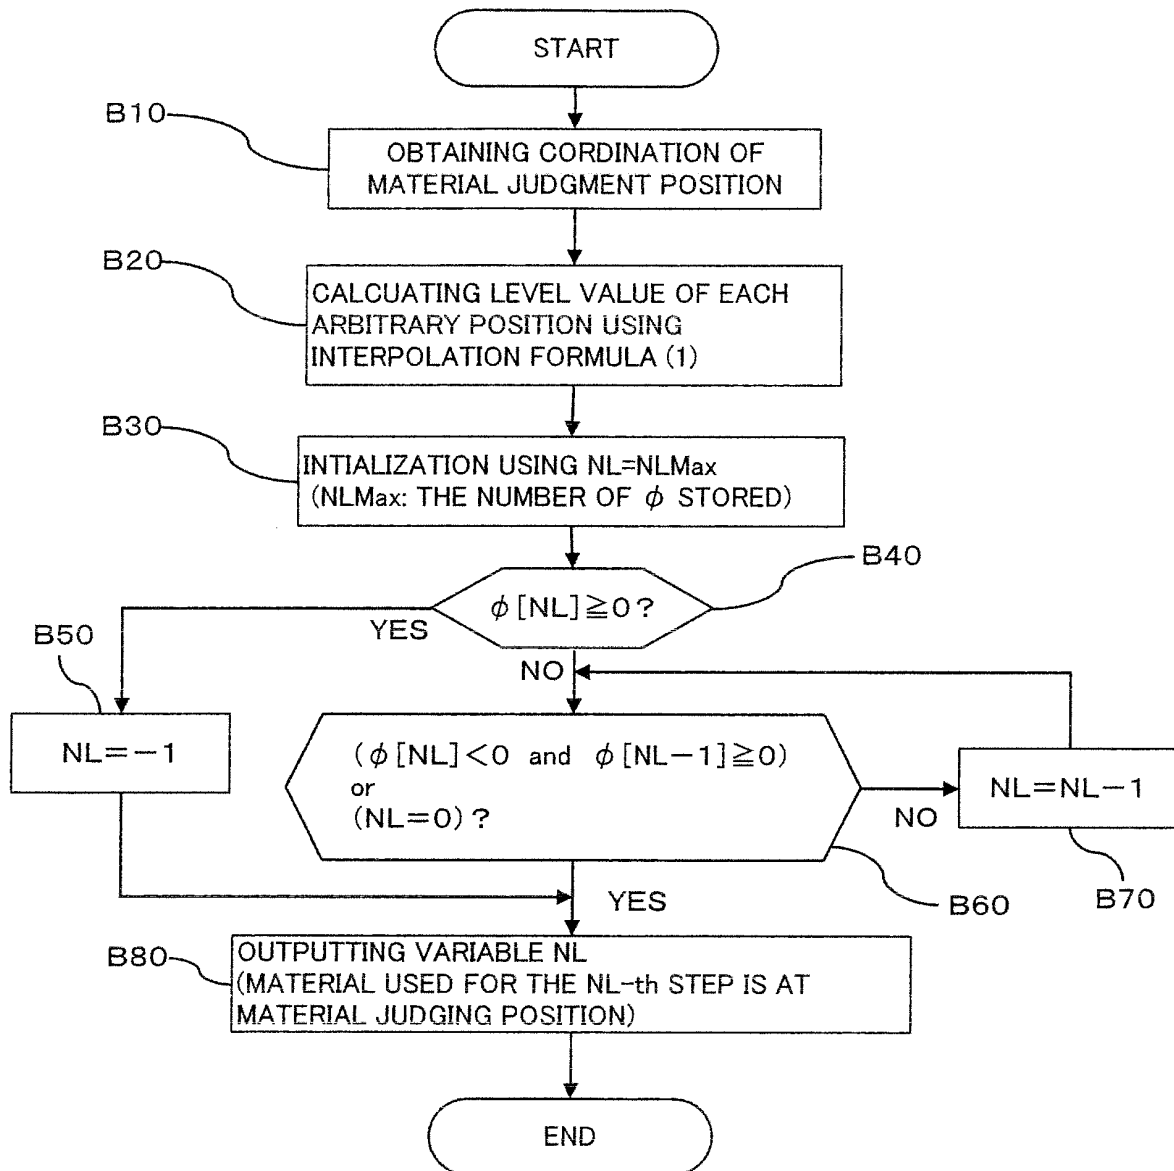 START
B10
OBTAINING CORDINATION OF
MATERIAL JUDGMENT POSITION
B20
CALCUATING LEVEL VALUE OF EACH
ARBITRARY POSITION USING
INTERPOLATION FORMULA (1)
B30
INTIALIZATION USING NL=NLMax
(NLMax: THE NUMBER OF φ STORED)
B40
φ[NL]≧0?
YES
NO
B50
NL=−1
(φ[NL]<0 and φ[NL−1]≧0)
or
(NL=0)?
NO
NL=NL−1
B70
B60
YES
B80
OUTPUTTING VARIABLE NL
(MATERIAL USED FOR THE NL-th STEP IS AT
MATERIAL JUDGING POSITION)
END